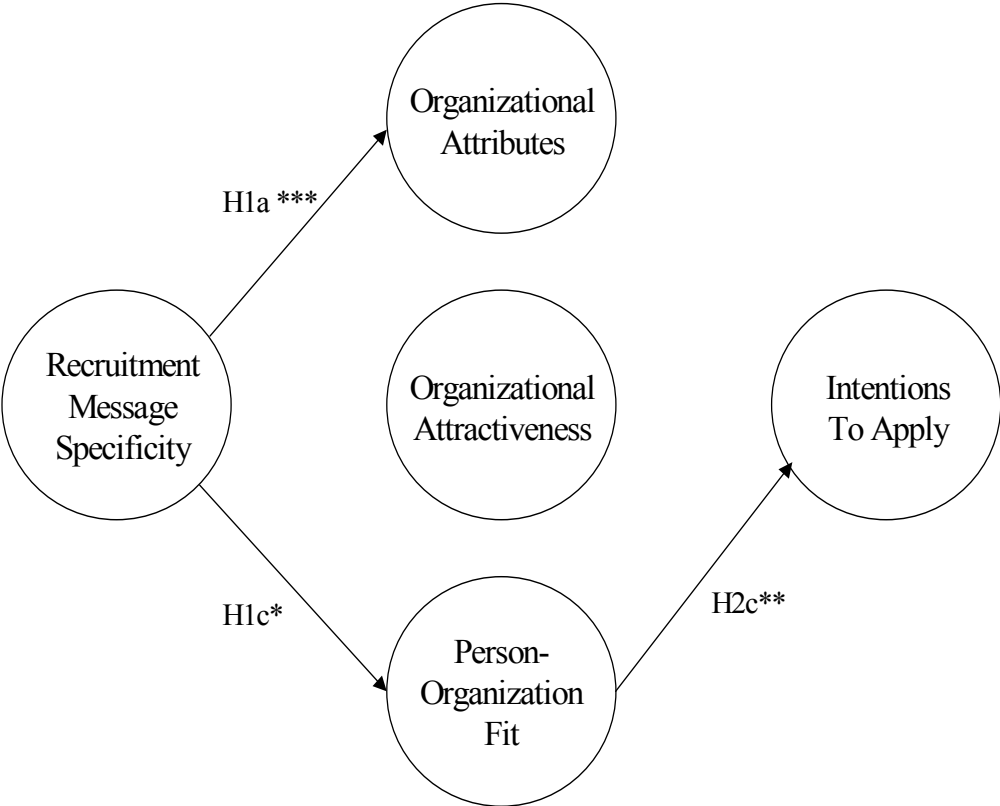 Organizational
Attributes
H1a ***
Recruitment
Message
Specificity
Organizational
Attractiveness
Intentions
To Apply
H1c*
H2c**
Person-
Organization
Fit